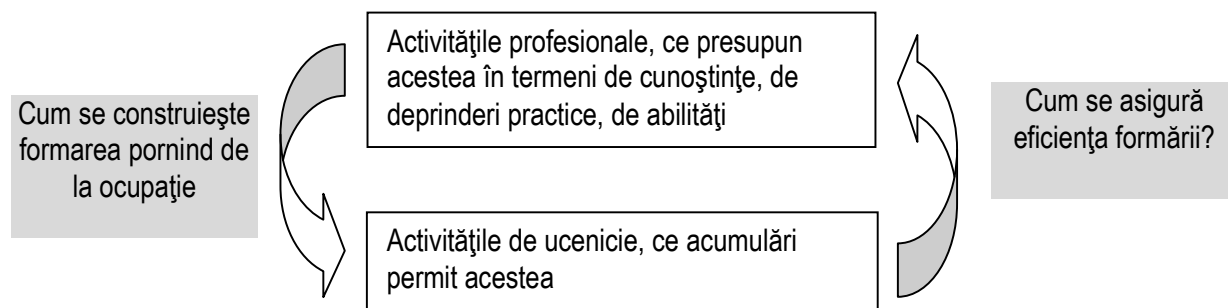 Cum se construieşte
formarea pornind de
la ocupaţie
Activităţile profesionale, ce presupun
acestea în termeni de cunoştinţe, de
deprinderi practice, de abilităţi
Activităţile de ucenicie, ce acumulări
permit acestea
Cum se asigură
eficienţa formării?